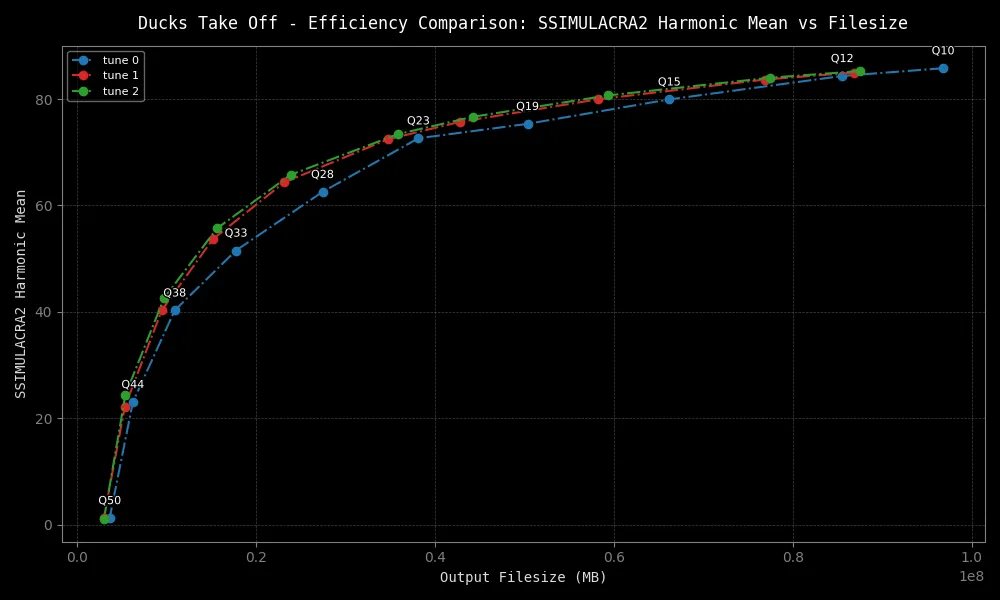 Ducks Take Off - Efficiency Comparison: SSIMULACRA2 Harmonic Mean vs Filesize
tune 0
tune 1
tune 2
Q10
Q12
Q15
Q19
Q23
Q28
Q33
Q38
Q44
Q50
80
60
40
20
0
SSIMULACRA2 Harmonic Mean
0.0
0.2
0.4
0.6
0.8
1.0
1e8
Output Filesize (MB)